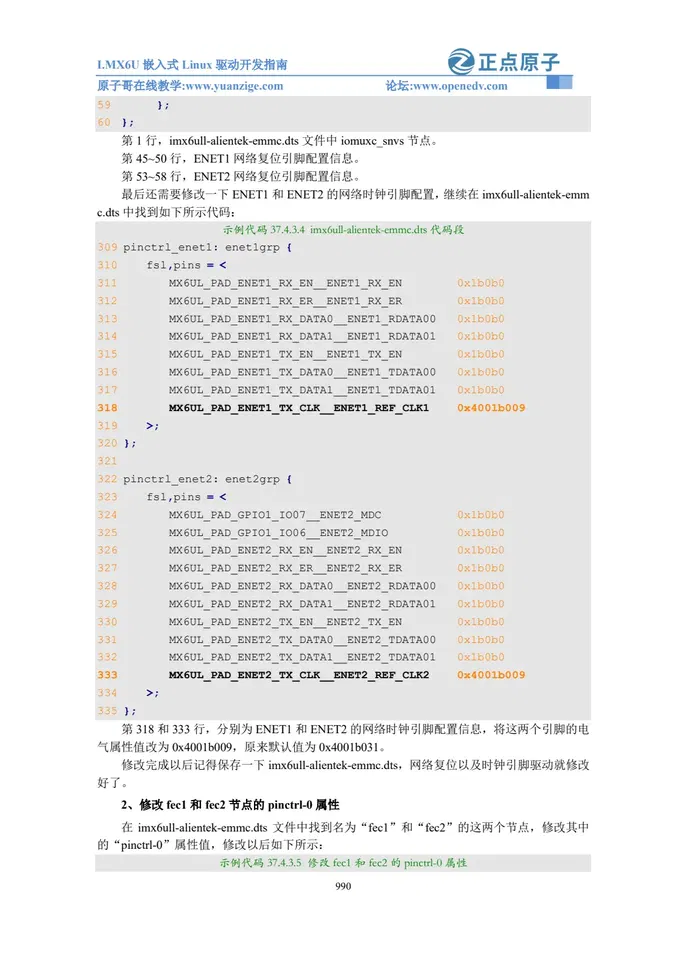 I.MX6U 嵌入式 Linux 驱动开发指南
正点原子
原子哥在线教学:www.yuanzige.com 论坛:www.openedv.com
59 };
60 };
第 1 行，imx6ull-alientek-emmc.dts 文件中 iomuxc_snvs 节点。
第 45~50 行，ENET1 网络复位引脚配置信息。
第 53~58 行，ENET2 网络复位引脚配置信息。
最后还需要修改一下 ENET1 和 ENET2 的网络时钟引脚配置，继续在 imx6ull-alientek-emm
c.dts 中找到如下所示代码：
示例代码 37.4.3.4 imx6ull-alientek-emmc.dts 代码段
309 pinctrl_enet1: enet1grp {
310 fsl,pins = <
311 MX6UL_PAD_ENET1_RX_EN__ENET1_RX_EN 0x1b0b0
312 MX6UL_PAD_ENET1_RX_ER__ENET1_RX_ER 0x1b0b0
313 MX6UL_PAD_ENET1_RX_DATA0__ENET1_RDATA00 0x1b0b0
314 MX6UL_PAD_ENET1_RX_DATA1__ENET1_RDATA01 0x1b0b0
315 MX6UL_PAD_ENET1_TX_EN__ENET1_TX_EN 0x1b0b0
316 MX6UL_PAD_ENET1_TX_DATA0__ENET1_TDATA00 0x1b0b0
317 MX6UL_PAD_ENET1_TX_DATA1__ENET1_TDATA01 0x1b0b0
318 MX6UL_PAD_ENET1_TX_CLK__ENET1_REF_CLK1 0x4001b009
319 >;
320 };
321
322 pinctrl_enet2: enet2grp {
323 fsl,pins = <
324 MX6UL_PAD_GPIO1_IO07__ENET2_MDC 0x1b0b0
325 MX6UL_PAD_GPIO1_IO06__ENET2_MDIO 0x1b0b0
326 MX6UL_PAD_ENET2_RX_EN__ENET2_RX_EN 0x1b0b0
327 MX6UL_PAD_ENET2_RX_ER__ENET2_RX_ER 0x1b0b0
328 MX6UL_PAD_ENET2_RX_DATA0__ENET2_RDATA00 0x1b0b0
329 MX6UL_PAD_ENET2_RX_DATA1__ENET2_RDATA01 0x1b0b0
330 MX6UL_PAD_ENET2_TX_EN__ENET2_TX_EN 0x1b0b0
331 MX6UL_PAD_ENET2_TX_DATA0__ENET2_TDATA00 0x1b0b0
332 MX6UL_PAD_ENET2_TX_DATA1__ENET2_TDATA01 0x1b0b0
333 MX6UL_PAD_ENET2_TX_CLK__ENET2_REF_CLK2 0x4001b009
334 >;
335 };
第 318 和 333 行，分别为 ENET1 和 ENET2 的网络时钟引脚配置信息，将这两个引脚的电
气属性值改为 0x4001b009，原来默认值为 0x4001b031。
修改完成以后记得保存一下 imx6ull-alientek-emmc.dts，网络复位以及时钟引脚驱动就修改
好了。
2、修改 fec1 和 fec2 节点的 pinctrl-0 属性
在 imx6ull-alientek-emmc.dts 文件中找到名为“fec1”和“fec2”的这两个节点，修改其中
的“pinctrl-0”属性值，修改以后如下所示：
示例代码 37.4.3.5 修改 fec1 和 fec2 的 pinctrl-0 属性
990